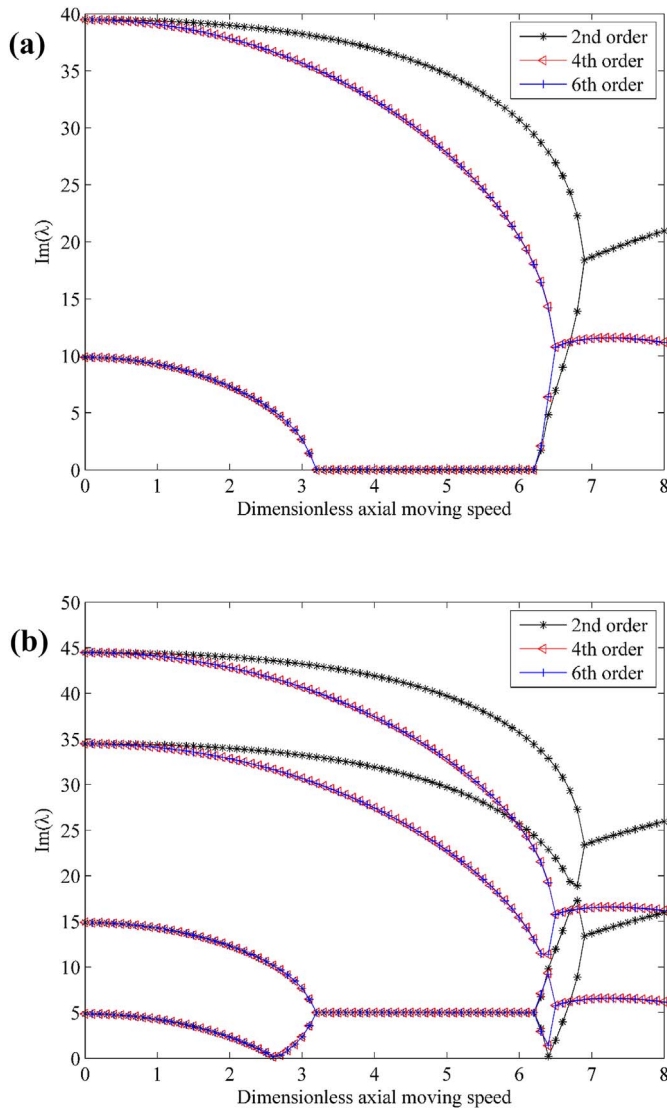 (a)
40
35
30
25
20
15
10
5
0
Im(λ)
2nd order
4th order
6th order
0 1 2 3 4 5 6 7 8
Dimensionless axial moving speed
(b)
50
45
40
35
30
25
20
15
10
5
0
Im(λ)
2nd order
4th order
6th order
0 1 2 3 4 5 6 7 8
Dimensionless axial moving speed